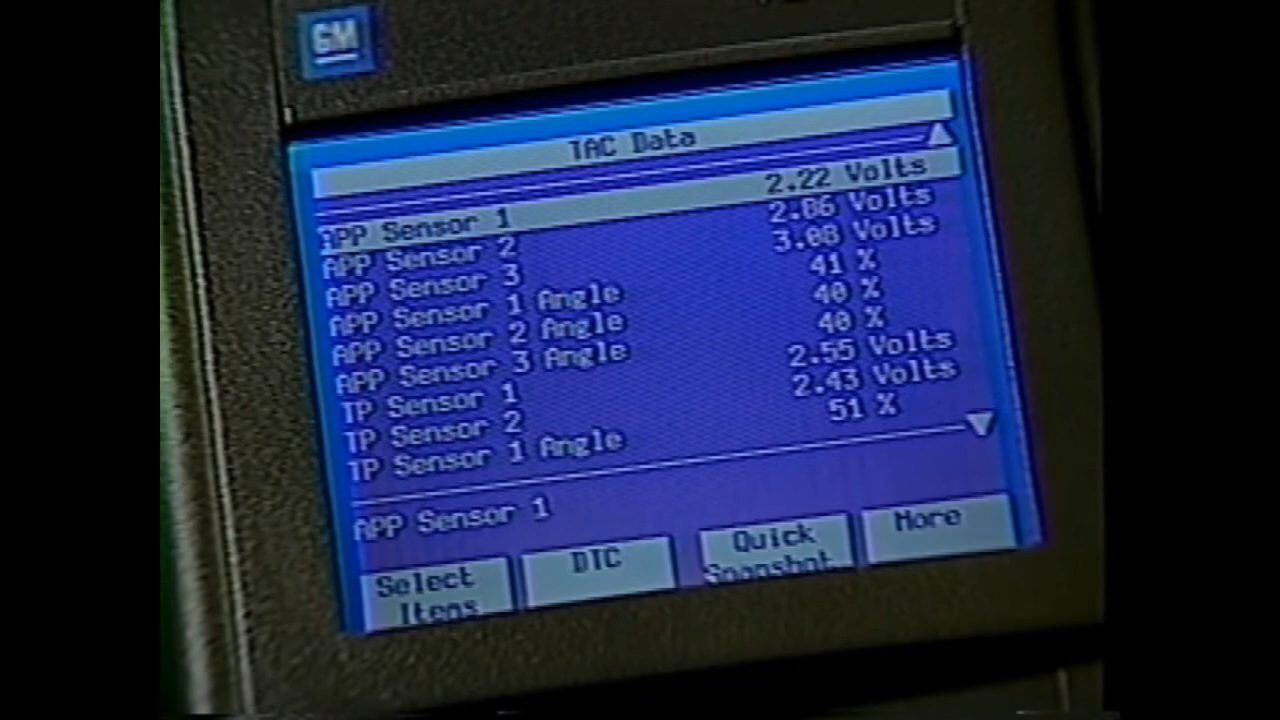 GM
TAC Data
APP Sensor 1 2.22 Volts
APP Sensor 2 2.86 Volts
APP Sensor 3 3.08 Volts
APP Sensor 1 Angle 41 %
APP Sensor 2 Angle 40 %
APP Sensor 3 Angle 40 %
TP Sensor 1 2.55 Volts
TP Sensor 2 2.43 Volts
TP Sensor 1 Angle 51 %
APP Sensor 1
Select Items
DTC
Quick Snapshot
More